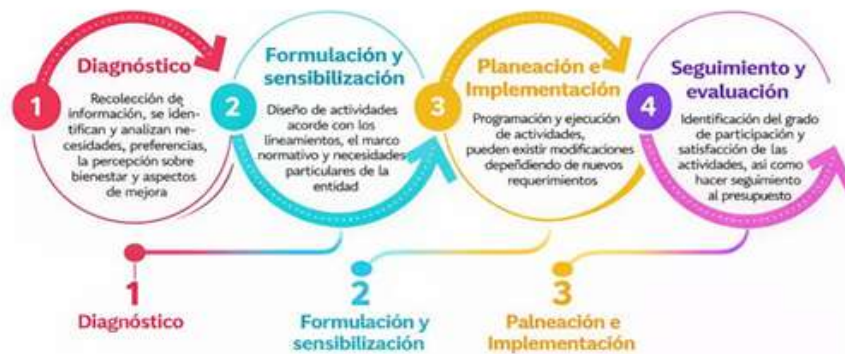 Diagnóstico
1
Recolección de
información, se iden-
tifican y analizan ne-
cesidades, preferencias,
la percepción sobre
bienestar y aspectos
de mejora
Formulación y
sensibilización
2
Diseño de actividades
acorde con los
lineamientos, el marco
normativo y necesidades
particulares de la
entidad
Planeación e
Implementación
3
Programación y ejecución
de actividades,
pueden existir modificaciones
depeñdiendo de nuevos
requerimientos
Seguimiento y
evaluación
4
Identificación del grado
de participación y
satisfacción de las
actividades, asi como
hacer seguimiento
al presupuesto
1
Diagnóstico
2
Formulación y
sensibilización
3
Palneación e
Implementación